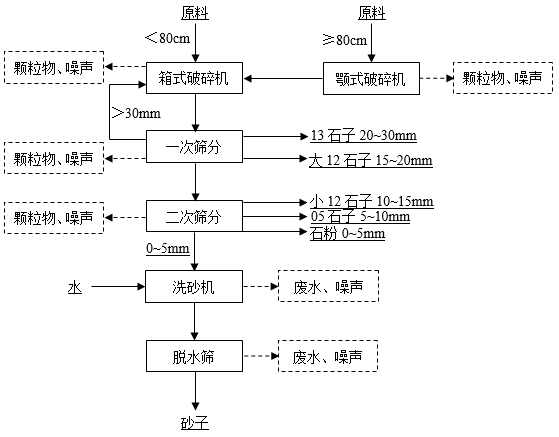 原料
原料
＜80cm
≥80cm
颗粒物、噪声
箱式破碎机
颚式破碎机
颗粒物、噪声
＞30mm
13 石子 20~30mm
一次筛分
颗粒物、噪声
大 12 石子 15~20mm
小 12 石子 10~15mm
颗粒物、噪声
二次筛分
05 石子 5~10mm
石粉 0~5mm
0~5mm
水
洗砂机
废水、噪声
脱水筛
废水、噪声
砂子